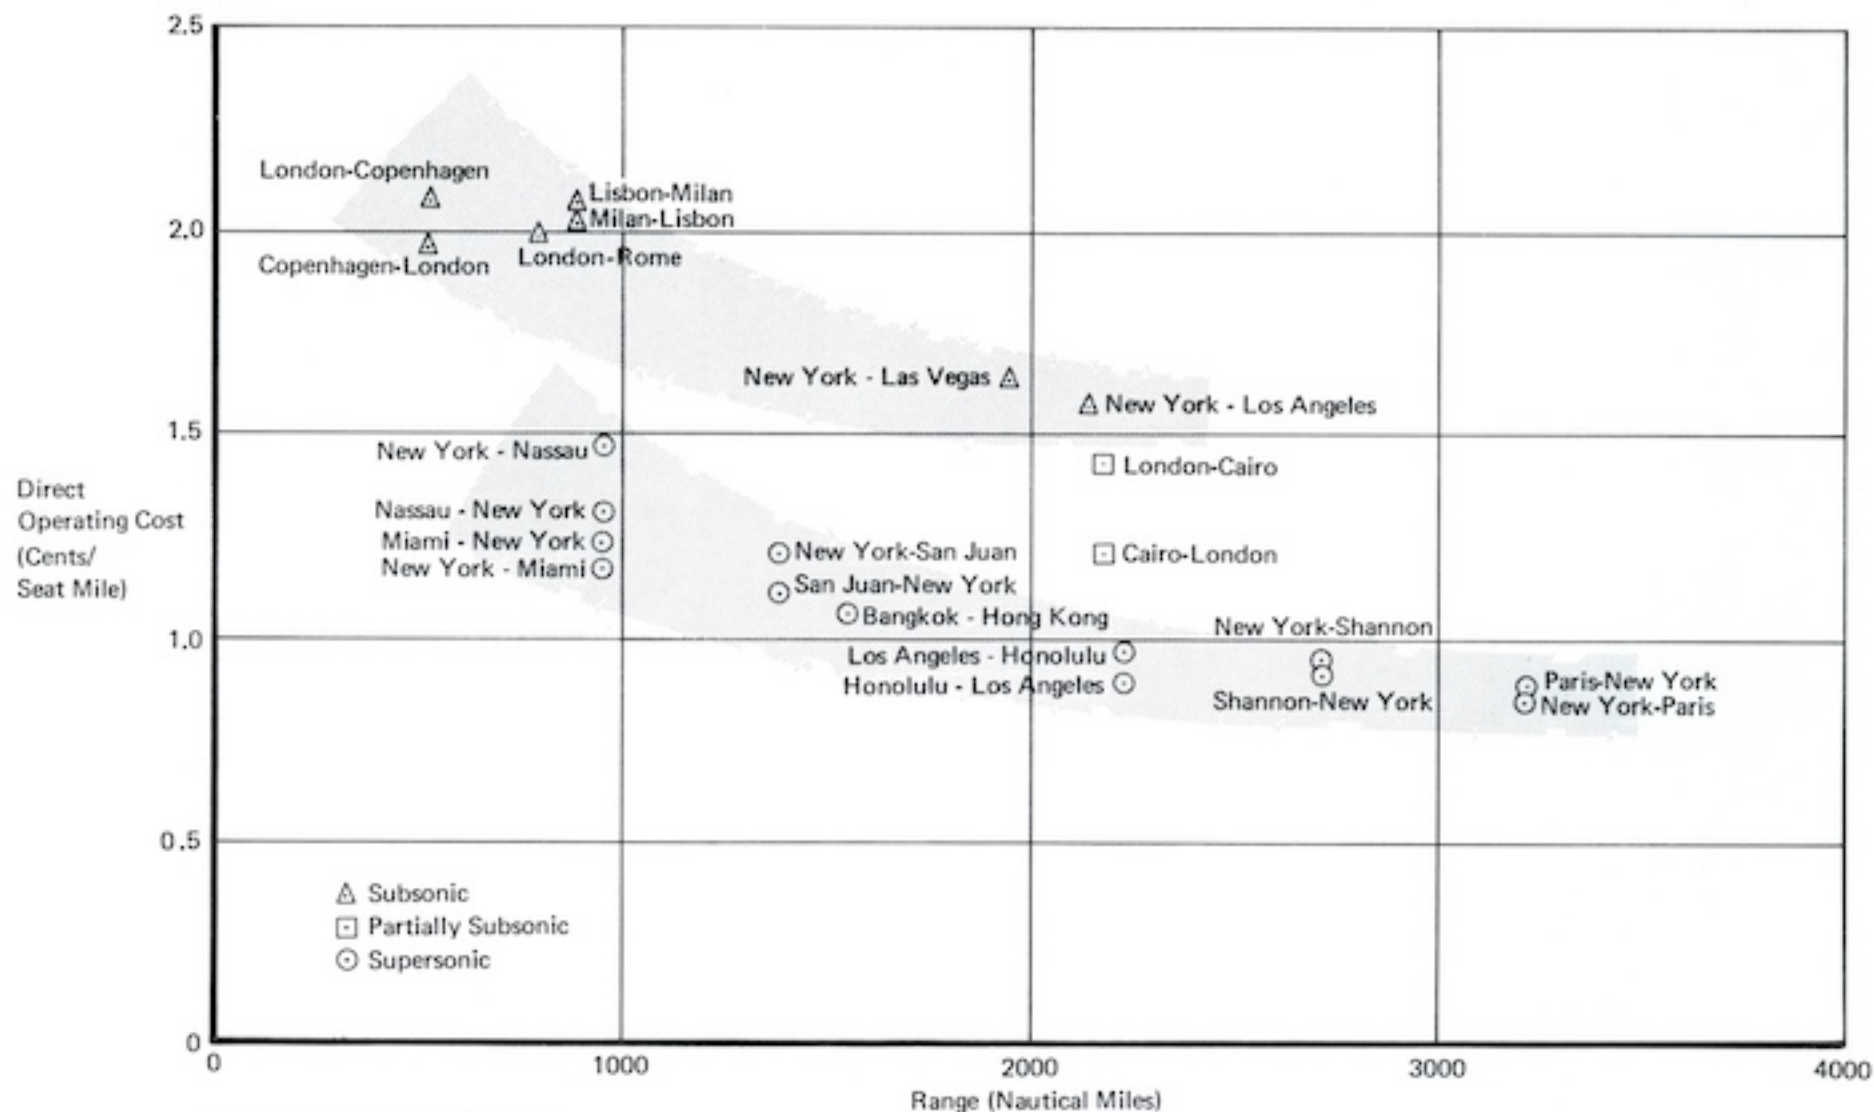 2.5
London-Copenhagen
Lisbon-Milan
Milan-Lisbon
2.0
London-Rome
Copenhagen-London
New York - Las Vegas
New York - Los Angeles
1.5
New York - Nassau
London-Cairo
Direct
Operating Cost
(Cents/
Seat Mile)
Nassau - New York
Miami - New York
New York - Miami
New York-San Juan
Cairo-London
San Juan-New York
Bangkok - Hong Kong
1.0
New York-Shannon
Los Angeles - Honolulu
Honolulu - Los Angeles
Shannon-New York
Paris-New York
New York-Paris
0.5
Subsonic
Partially Subsonic
Supersonic
0
0 1000 2000 3000 4000
Range (Nautical Miles)